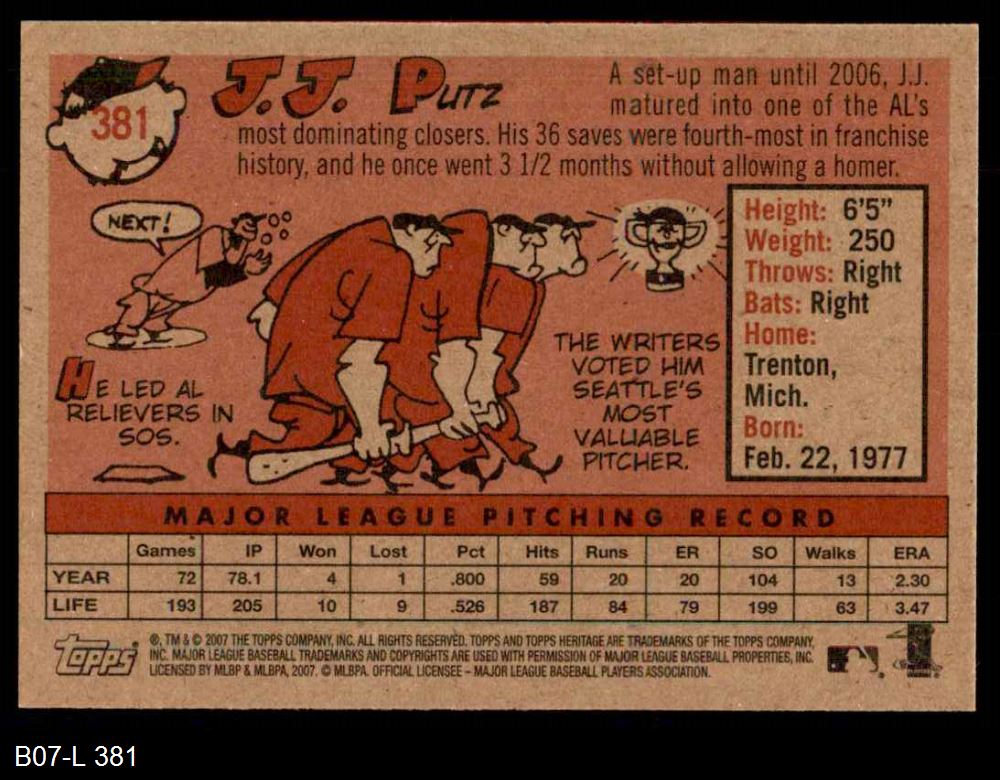 381
J.J. PUTZ
A set-up man until 2006, J.J.
matured into one of the AL's
most dominating closers. His 36 saves were fourth-most in franchise
history, and he once went 3 1/2 months without allowing a homer.
NEXT!
HE LED AL
RELIEVERS IN
SOS.
THE WRITERS
VOTED HIM
SEATTLE'S
MOST
VALUABLE
PITCHER.
Height: 6'5"
Weight: 250
Throws: Right
Bats: Right
Home:
Trenton,
Mich.
Born:
Feb. 22, 1977
MAJOR LEAGUE PITCHING RECORD
Games IP Won Lost Pct Hits Runs ER SO Walks ERA
YEAR 72 78.1 4 1 .800 59 20 20 104 13 2.30
LIFE 193 205 10 9 .526 187 84 79 199 63 3.47
Topps
®, TM & © 2007 THE TOPPS COMPANY, INC. ALL RIGHTS RESERVED. TOPPS AND TOPPS HERITAGE ARE TRADEMARKS OF THE TOPPS COMPANY,
INC. MAJOR LEAGUE BASEBALL TRADEMARKS AND COPYRIGHTS ARE USED WITH PERMISSION OF MAJOR LEAGUE BASEBALL PROPERTIES, INC.
LICENSED BY MLBP & MLBPA, 2007. © MLBPA. OFFICIAL LICENSEE – MAJOR LEAGUE BASEBALL PLAYERS ASSOCIATION.
B07-L 381